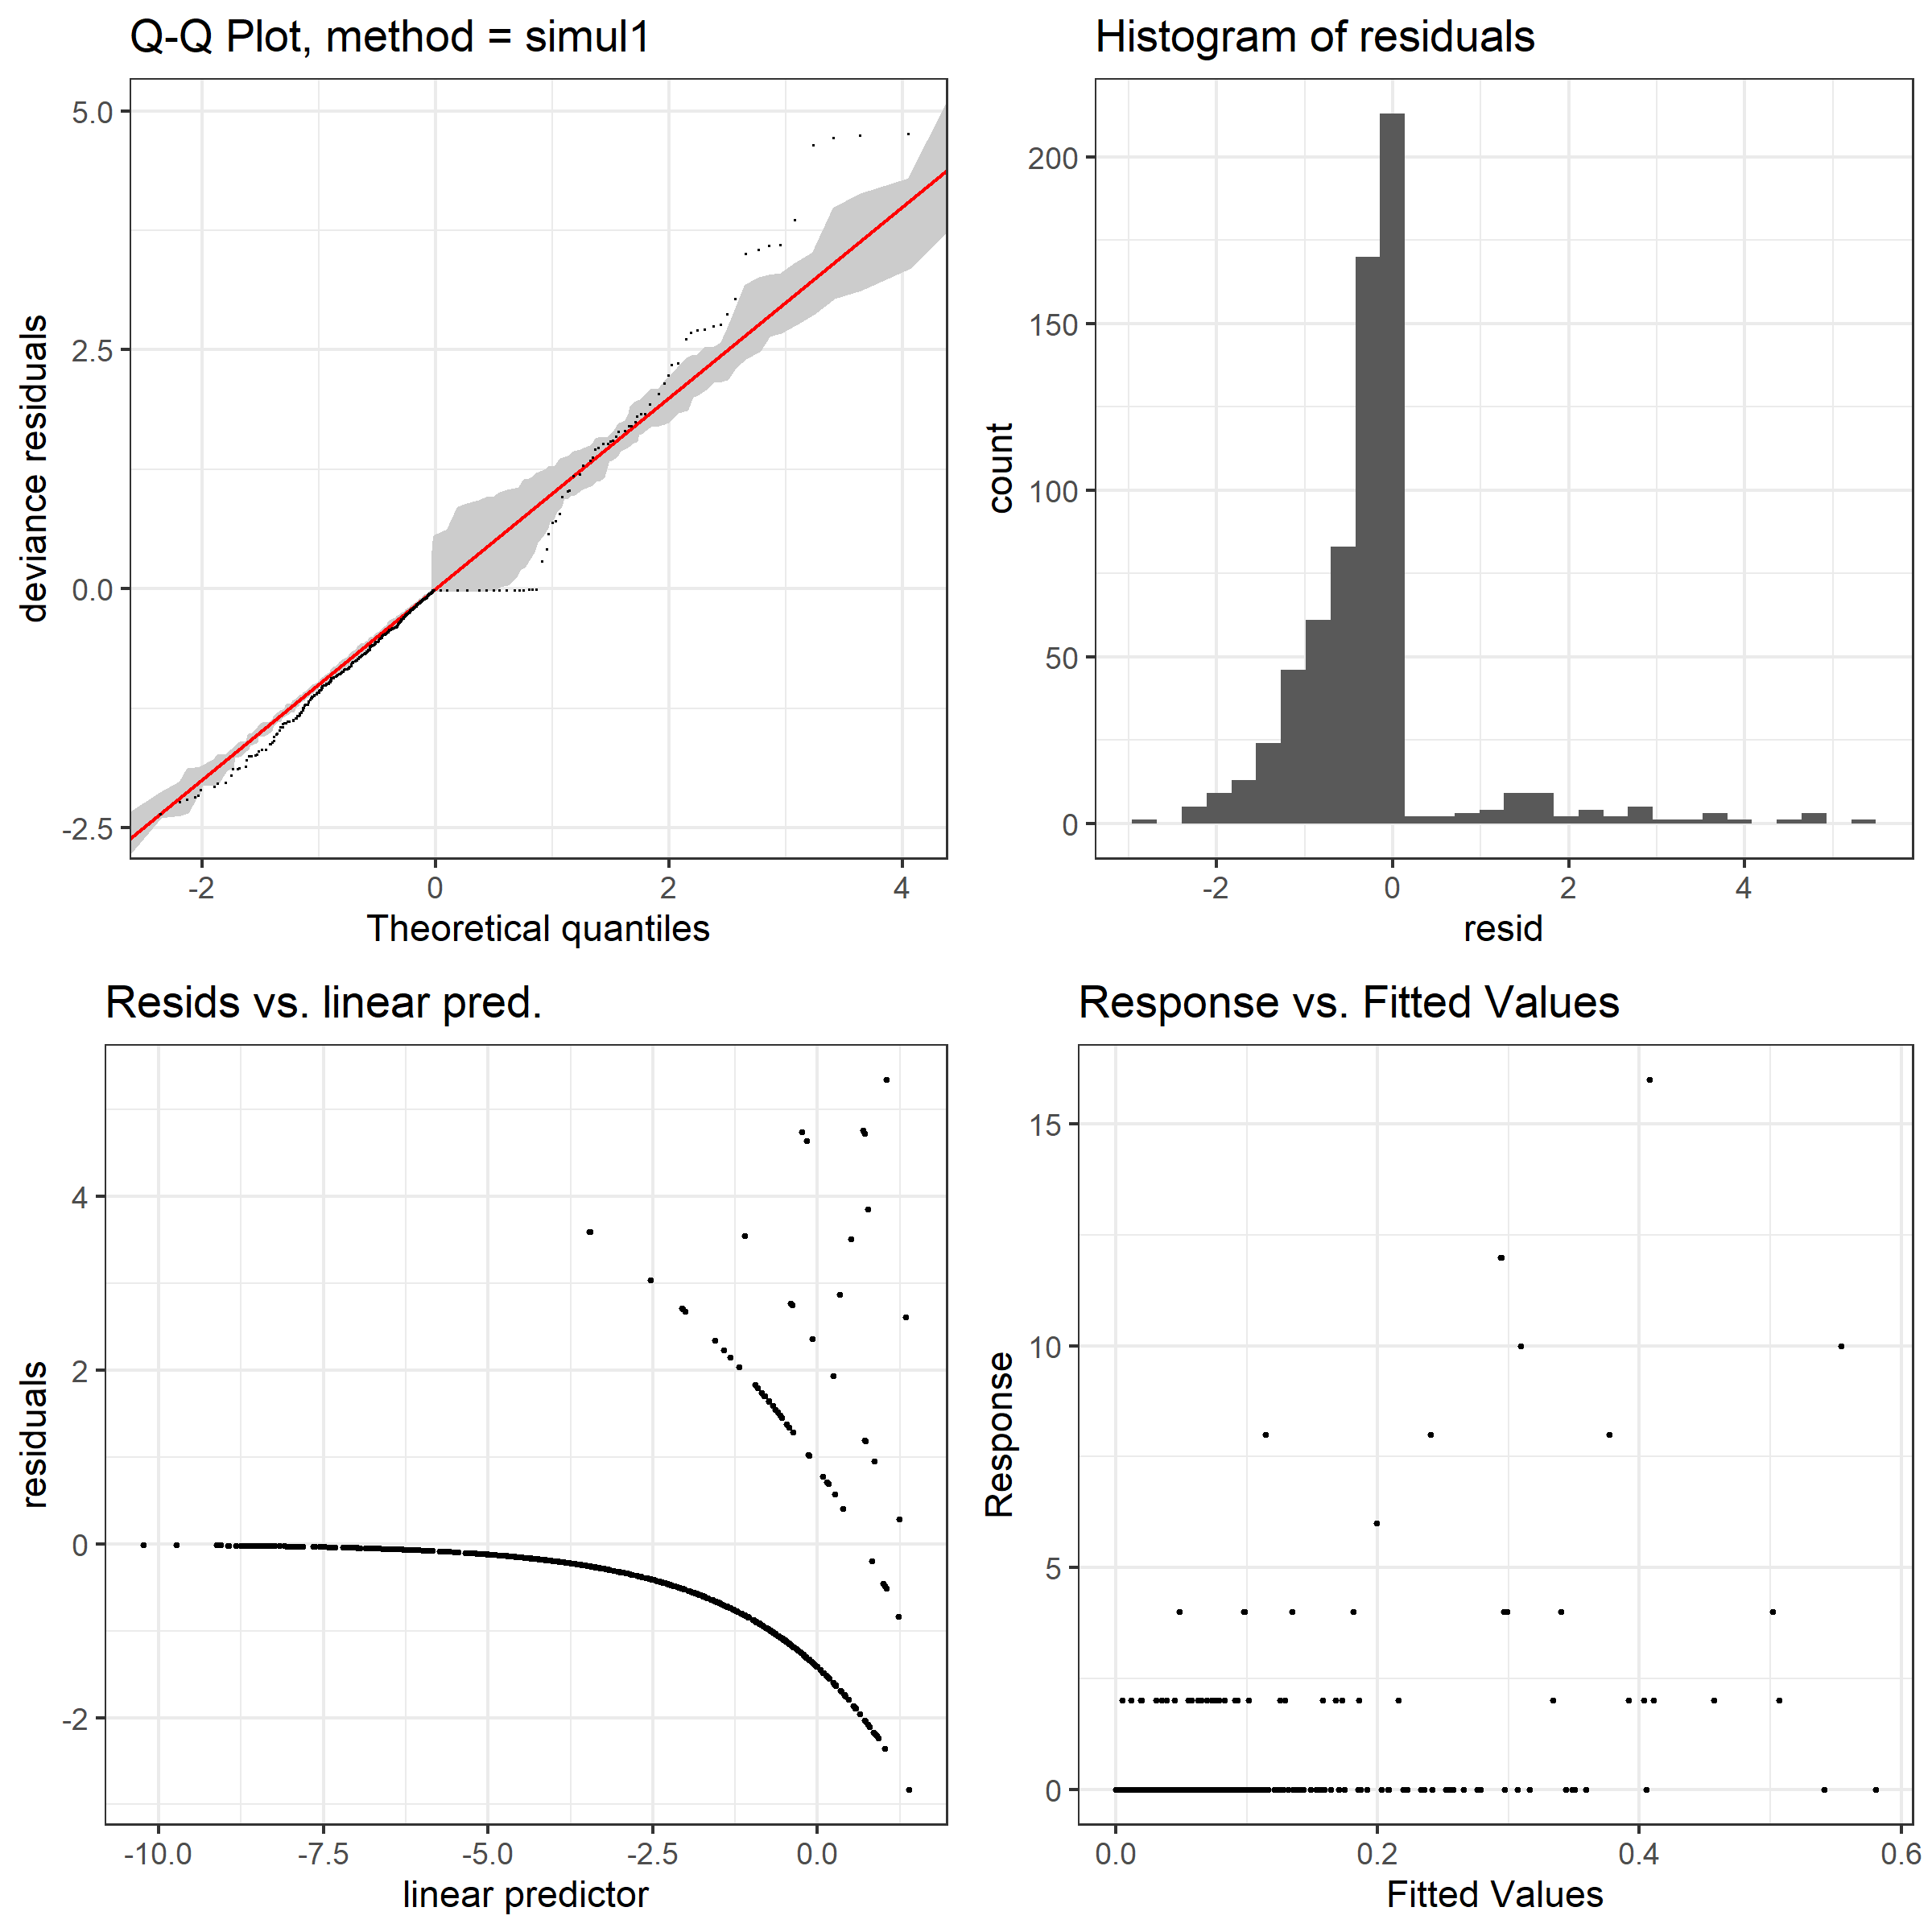 Q-Q Plot, method = simul1
5.0
2.5
0.0
-2.5
deviance residuals
-2
0
2
4
Theoretical quantiles
Histogram of residuals
200
150
100
50
0
count
-2
0
2
4
resid
Resids vs. linear pred.
4
2
0
-2
residuals
-10.0
-7.5
-5.0
-2.5
0.0
linear predictor
Response vs. Fitted Values
15
10
5
0
Response
0.0
0.2
0.4
0.6
Fitted Values